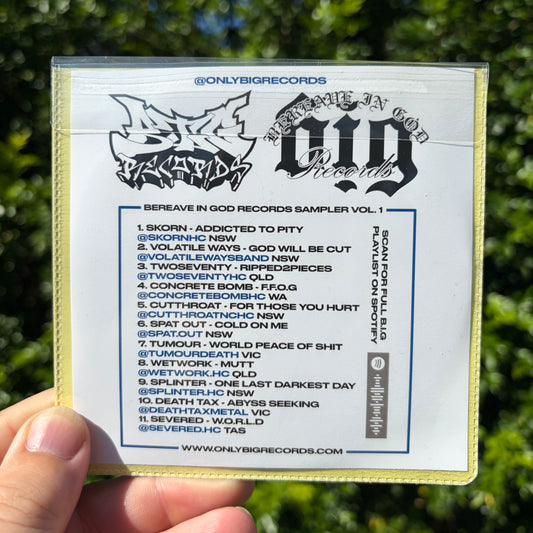 @ONLYBIGRECORDS
BIG
RECORDS
BEREAVE IN GOD
big
Records
BEREAVE IN GOD RECORDS SAMPLER VOL. 1
1. SKORN - ADDICTED TO PITY
@SKORNHC NSW
2. VOLATILE WAYS - GOD WILL BE CUT
@VOLATILEWAYSBAND NSW
3. TWOSEVENTY - RIPPED2PIECES
@TWOSEVENTYHC QLD
4. CONCRETE BOMB - F.F.O.G
@CONCRETEBOMBHC WA
5. CUTTHROAT - FOR THOSE YOU HURT
@CUTTHROATNCHC NSW
6. SPAT OUT - COLD ON ME
@SPAT.OUT NSW
7. TUMOUR - WORLD PEACE OF SHIT
@TUMOURDEATH VIC
8. WETWORK - MUTT
@WETWORK.HC QLD
9. SPLINTER - ONE LAST DARKEST DAY
@SPLINTER.HC NSW
10. DEATH TAX - ABYSS SEEKING
@DEATHTAXMETAL VIC
11. SEVERED - W.O.R.L.D
@SEVERED.HC TAS
SCAN FOR FULL B.I.G
PLAYLIST ON SPOTIFY
WWW.ONLYBIGRECORDS.COM